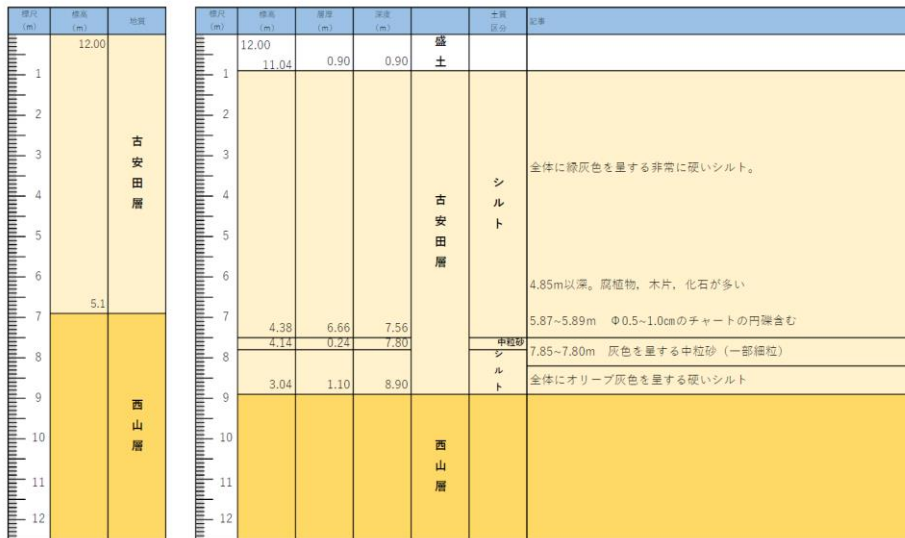 標尺 標高 地質
(m) (m)
12.00
1
2
3
4
5
6
5.1
7
8
9
10
11
12
古安田層
西山層
標尺 標高 層厚 深度 土質 記事
(m) (m) (m) (m) 区分
12.00
11.04 0.90 0.90
盛土
1
2
3
全体に緑灰色を呈する非常に硬いシルト。
4
シルト
古安田層
5
6
4.85m以深。腐植物，木片，化石が多い
7
4.38 6.66 7.56
5.87~5.89m Φ0.5~1.0㎝のチャートの円礫含む
4.14 0.24 7.80 中粒砂
7.85~7.80m 灰色を呈する中粒砂（一部細粒）
8
シルト
3.04 1.10 8.90
全体にオリーブ灰色を呈する硬いシルト
9
10
11
12
西山層